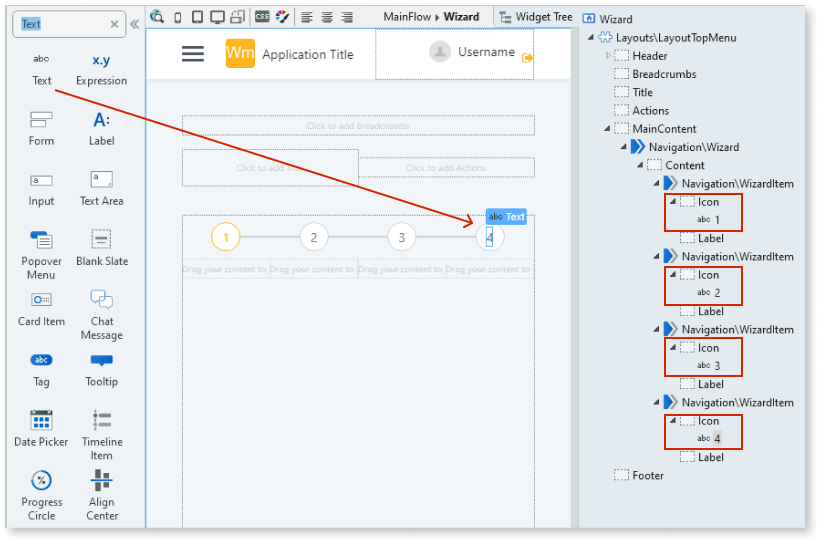 Text
abc
Text
x.y
Expression
Form
A:
Label
a
Input
a
Text Area
Popover
Menu
Blank Slate
Card Item
Chat
Message
abc
Tag
Tooltip
Date Picker
Timeline
Item
Progress
Circle
Align
Center
CSS
MainFlow ▸ Wizard
Widget Tree
Wm
Application Title
Username
Click to add Breadcrumbs
Click to add Title
Click to add Actions
abc Text
1
2
3
4
Drag your content to
Drag your content to
Drag your content to
Drag your content to
Wizard
Layouts\LayoutTopMenu
Header
Breadcrumbs
Title
Actions
MainContent
Navigation\Wizard
Content
Navigation\WizardItem
Icon
abc 1
Label
Navigation\WizardItem
Icon
abc 2
Label
Navigation\WizardItem
Icon
abc 3
Label
Navigation\WizardItem
Icon
abc 4
Label
Footer